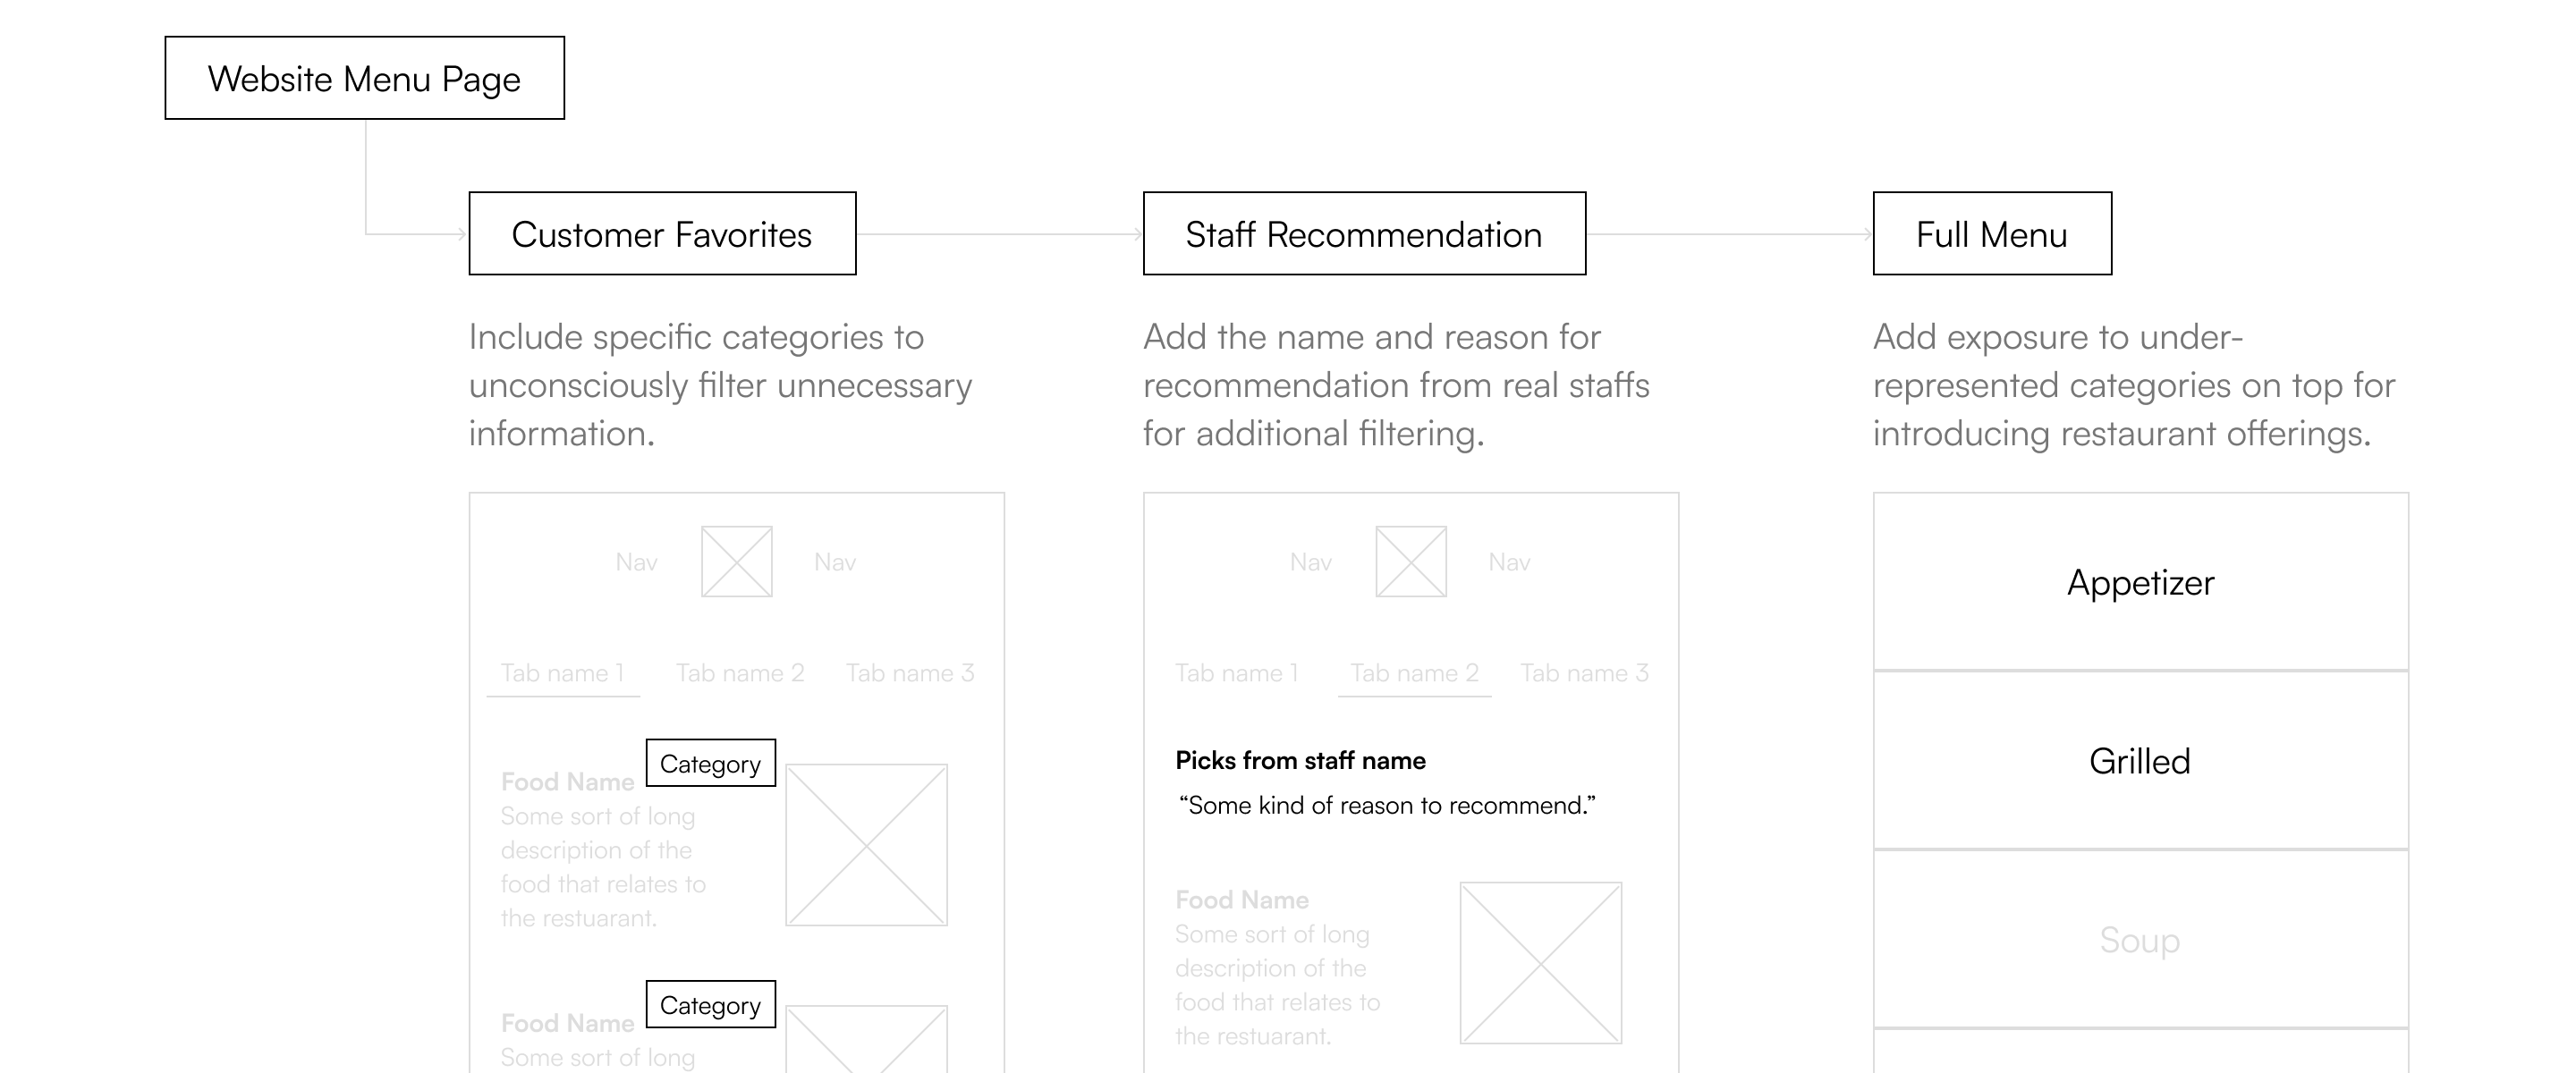 Website Menu Page
Customer Favorites
Include specific categories to
unconsciously filter unnecessary
information.
Nav
Nav
Tab name 1
Tab name 2
Tab name 3
Category
Food Name
Some sort of long
description of the
food that relates to
the restuarant.
Category
Food Name
Some sort of long
Staff Recommendation
Add the name and reason for
recommendation from real staffs
for additional filtering.
Nav
Nav
Tab name 1
Tab name 2
Tab name 3
Picks from staff name
“Some kind of reason to recommend.”
Food Name
Some sort of long
description of the
food that relates to
the restuarant.
Full Menu
Add exposure to under-
represented categories on top for
introducing restaurant offerings.
Appetizer
Grilled
Soup